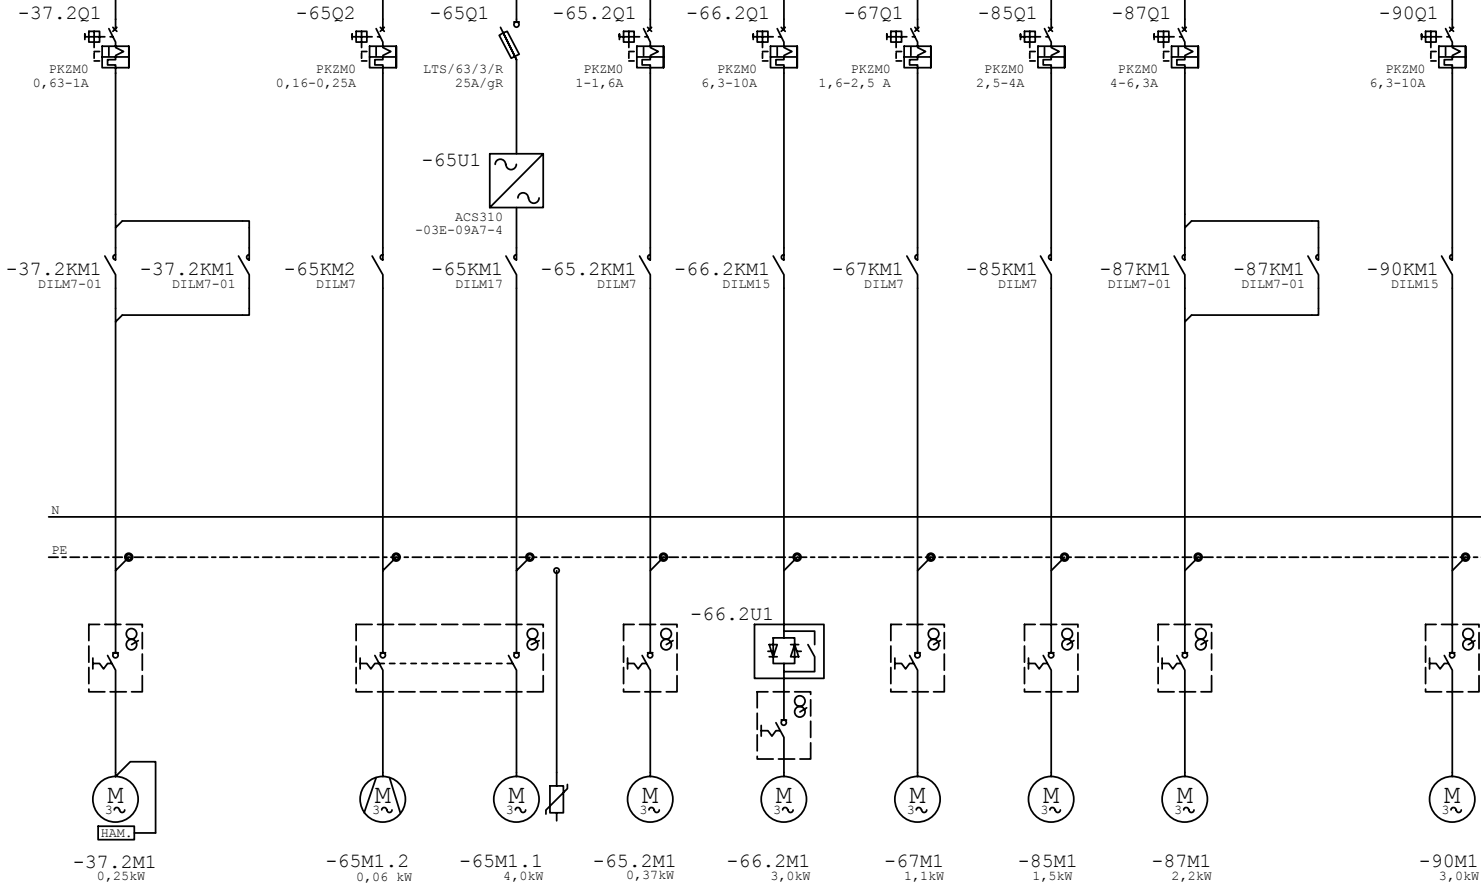 -37.2Q1 -65Q2 -65Q1 -65.2Q1 -66.2Q1 -67Q1 -85Q1 -87Q1 -90Q1
PKZM0 PKZM0 LTS/63/3/R PKZM0 PKZM0 PKZM0 PKZM0 PKZM0 PKZM0
0,63-1A 0,16-0,25A 25A/gR 1-1,6A 6,3-10A 1,6-2,5 A 2,5-4A 4-6,3A 6,3-10A
-65U1
ACS310
-03E-09A7-4
-37.2KM1 -37.2KM1 -65KM2 -65KM1 -65.2KM1 -66.2KM1 -67KM1 -85KM1 -87KM1 -87KM1 -90KM1
DILM7-01 DILM7-01 DILM7 DILM17 DILM7 DILM15 DILM7 DILM7 DILM7-01 DILM7-01 DILM15
N
PE
-66.2U1
M M M M M M M M M
3~ 3~ 3~ 3~ 3~ 3~ 3~ 3~ 3~
HAM.
-37.2M1 -65M1.2 -65M1.1 -65.2M1 -66.2M1 -67M1 -85M1 -87M1 -90M1
0,25kW 0,06 kW 4,0kW 0,37kW 3,0kW 1,1kW 1,5kW 2,2kW 3,0kW